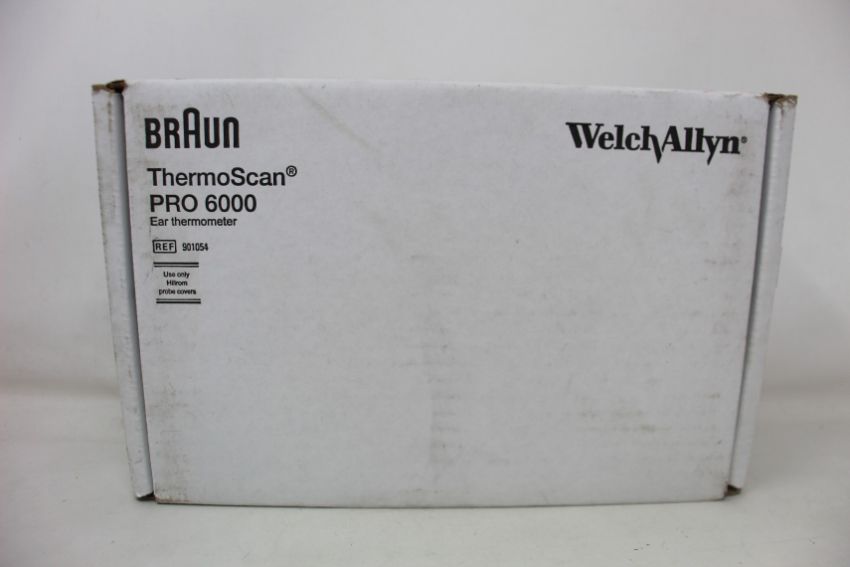 BRAUN
WelchAllyn®
ThermoScan®
PRO 6000
Ear thermometer
REF 901054
Use only
Hillrom
probe covers